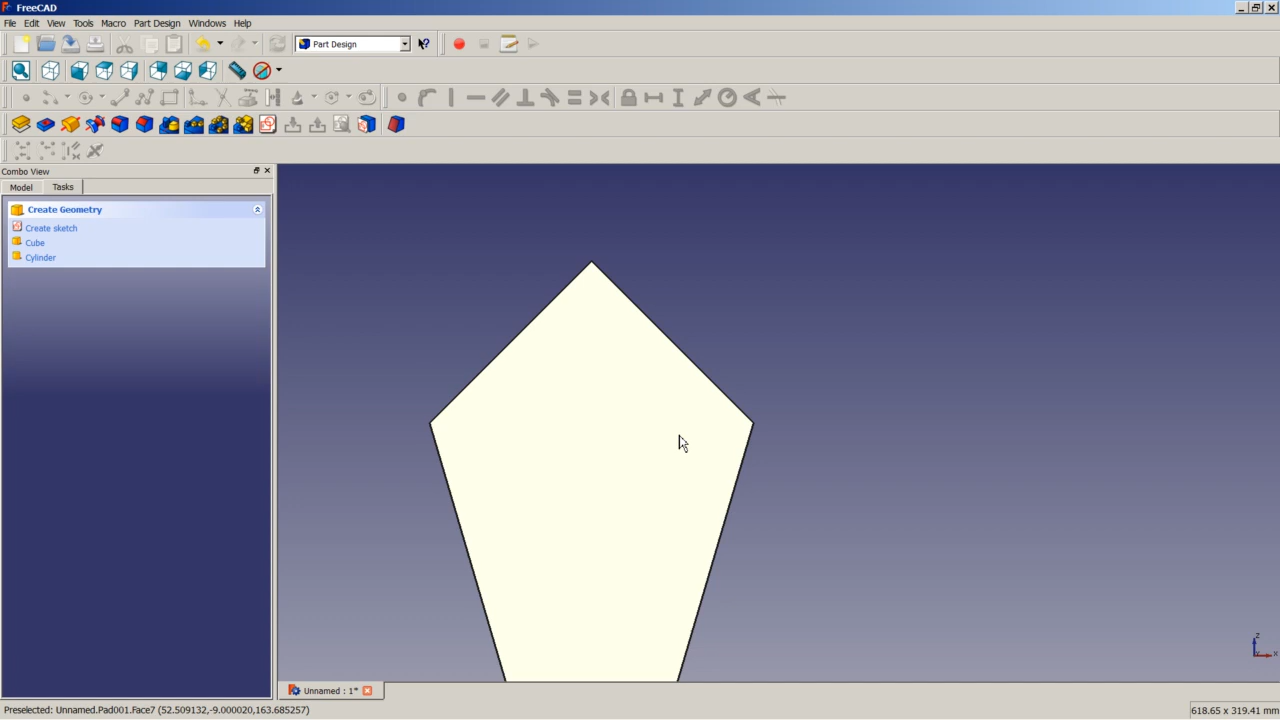 FreeCAD
File Edit View Tools Macro Part Design Windows Help
Part Design
Combo View
Model Tasks
Create Geometry
Create sketch
Cube
Cylinder
Z
X
Unnamed : 1*
Preselected: Unnamed.Pad001.Face7 (52.509132,-9.000020,163.685257)
618.65 x 319.41 mm